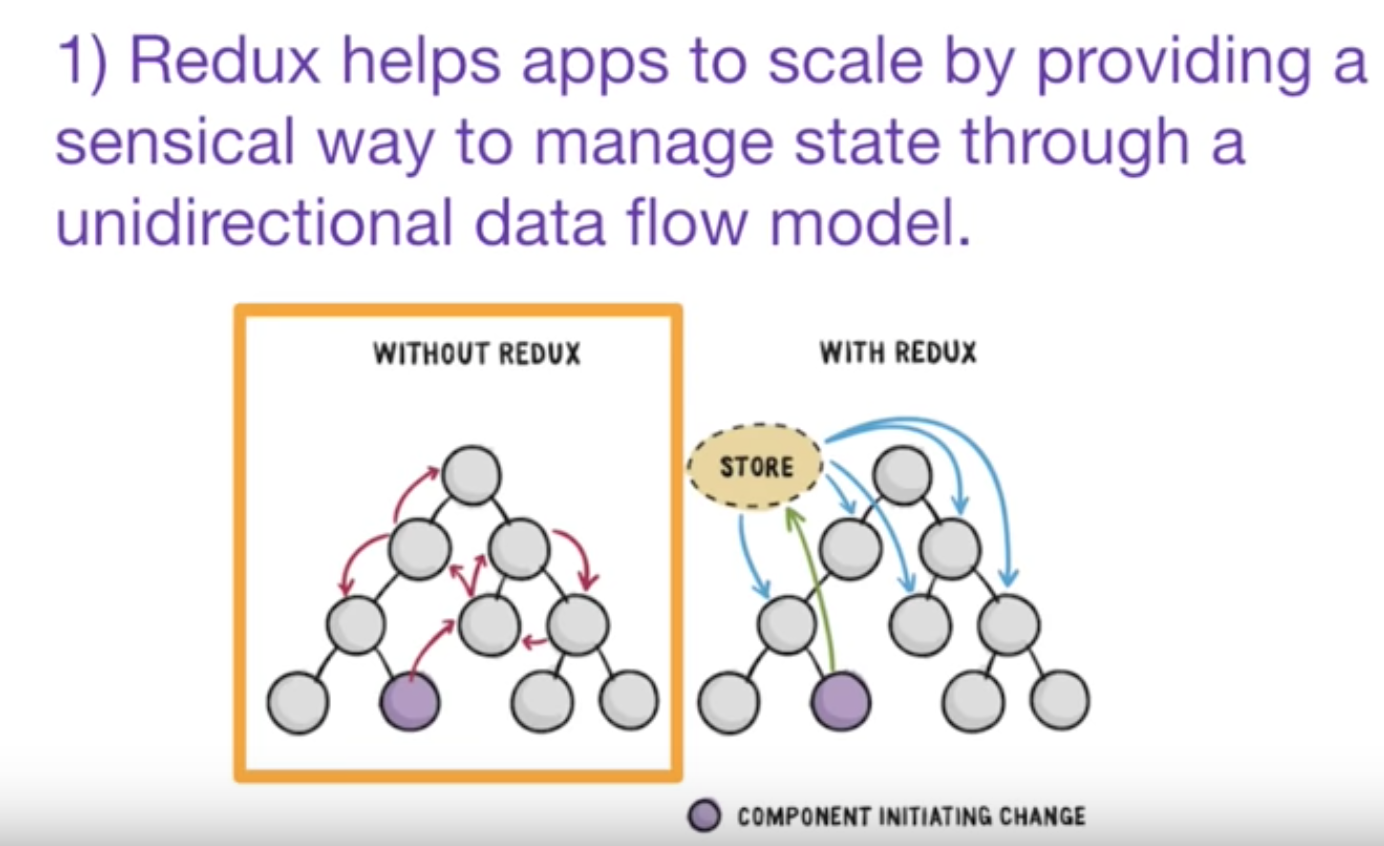 1) Redux helps apps to scale by providing a
sensical way to manage state through a
unidirectional data flow model.
WITHOUT REDUX
WITH REDUX
STORE
COMPONENT INITIATING CHANGE